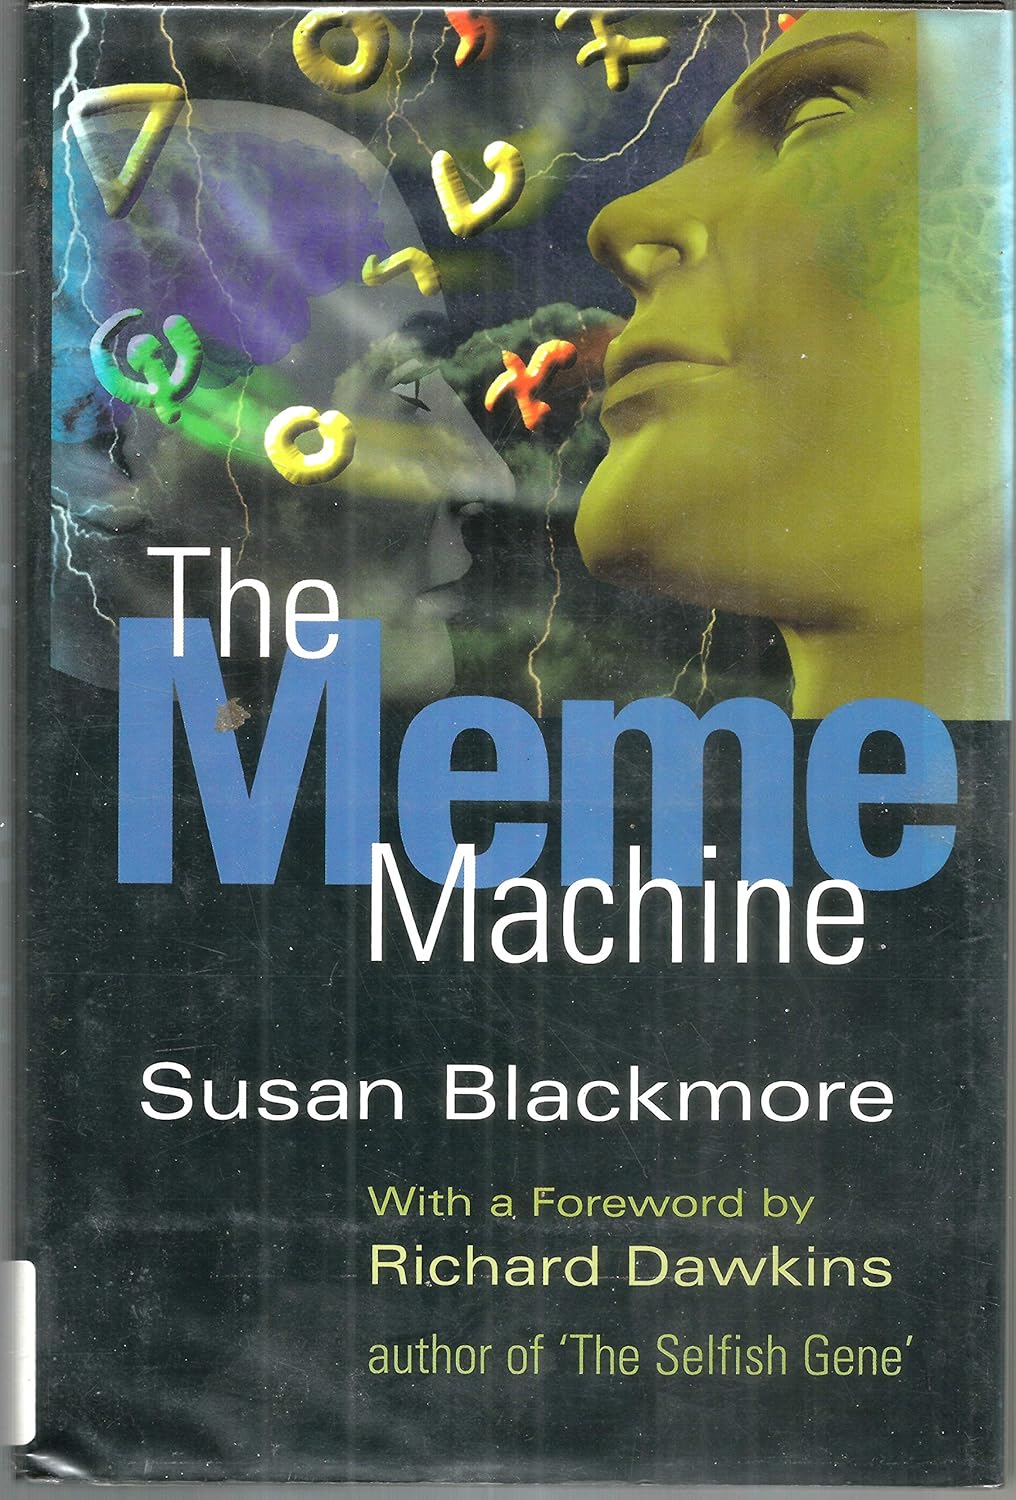 The
Meme
Machine
Susan Blackmore
With a Foreword by
Richard Dawkins
author of ‘The Selfish Gene’